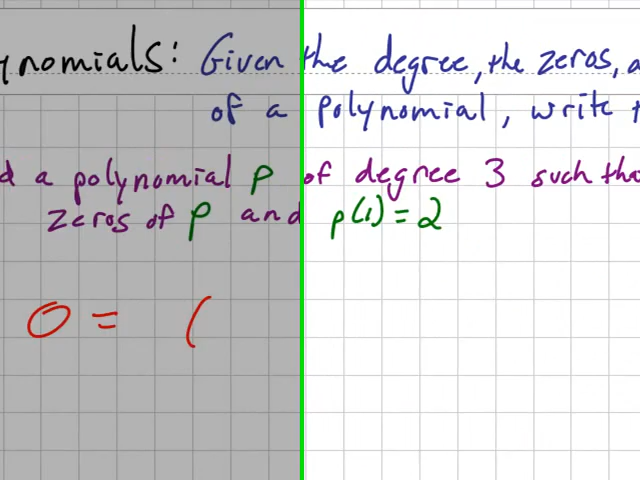 ynomials: Given the degree, the zeros, a
of a polynomial, write t
d a polynomial p of degree 3 such tha
zeros of p and p(1) = 2
0 = (